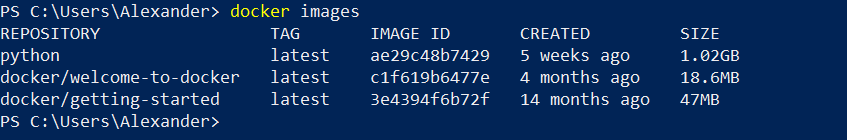 PS C:\Users\Alexander> docker images
REPOSITORY TAG IMAGE ID CREATED SIZE
python latest ae29c48b7429 5 weeks ago 1.02GB
docker/welcome-to-docker latest c1f619b6477e 4 months ago 18.6MB
docker/getting-started latest 3e4394f6b72f 14 months ago 47MB
PS C:\Users\Alexander>